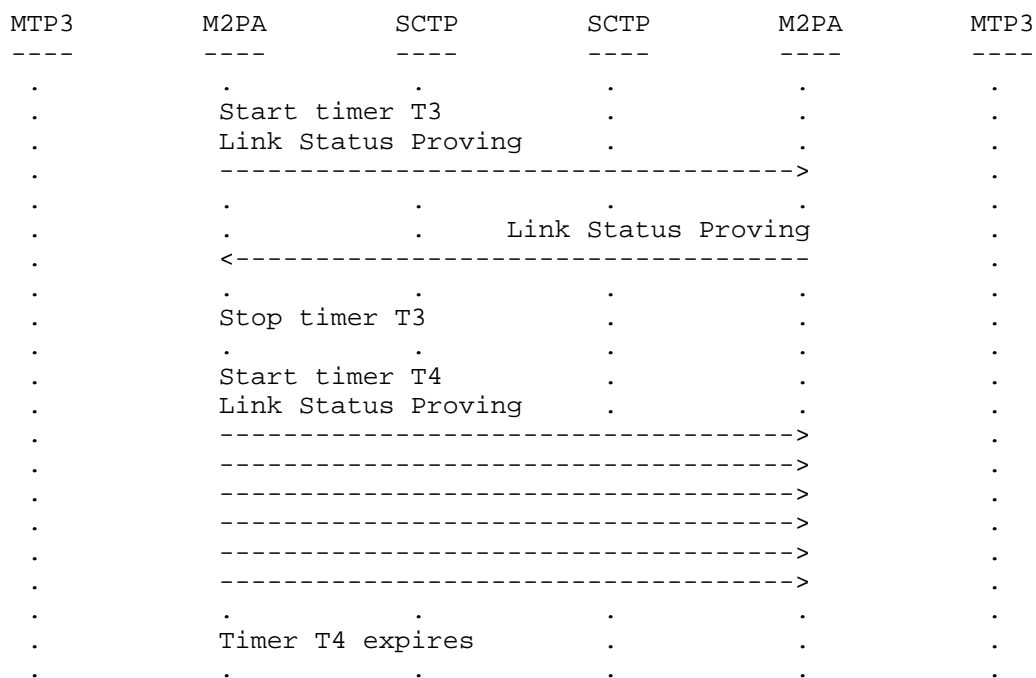 MTP3 M2PA SCTP SCTP M2PA MTP3
---- ---- ---- ---- ---- ----
. . . . . .
. Start timer T3 . . .
. Link Status Proving . . .
. ------------------------------------> .
. . . . . .
. . . Link Status Proving .
. <------------------------------------ .
. . . . . .
. Stop timer T3 . . .
. . . . . .
. Start timer T4 . . .
. Link Status Proving . . .
. ------------------------------------> .
. ------------------------------------> .
. ------------------------------------> .
. ------------------------------------> .
. ------------------------------------> .
. ------------------------------------> .
. . . . . .
. Timer T4 expires . . .
. . . . . .